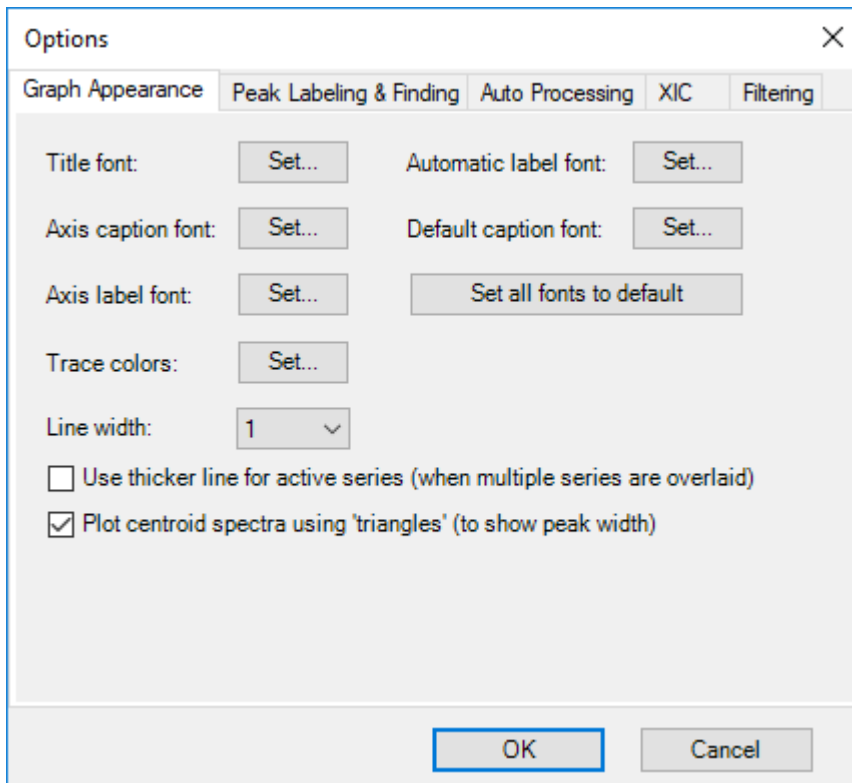 Options
Graph Appearance Peak Labeling & Finding Auto Processing XIC Filtering
Title font: Set... Automatic label font: Set...
Axis caption font: Set... Default caption font: Set...
Axis label font: Set... Set all fonts to default
Trace colors: Set...
Line width: 1
Use thicker line for active series (when multiple series are overlaid)
Plot centroid spectra using 'triangles' (to show peak width)
OK Cancel